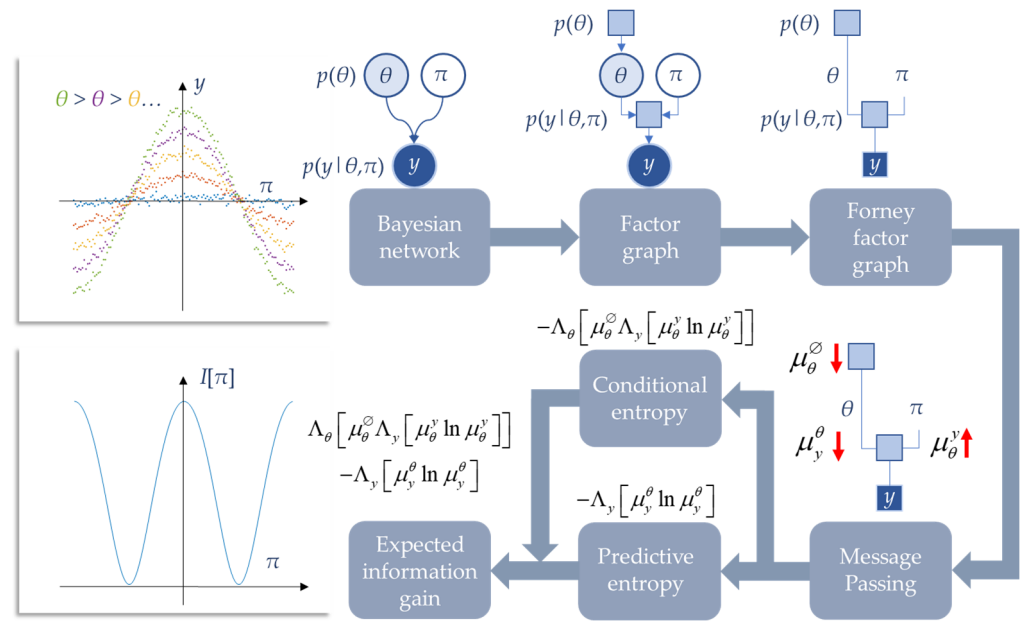 y
θ > θ > θ…
π
p(θ)
θ
π
p(y|θ,π)
y
Bayesian
network
p(θ)
θ
π
p(y|θ,π)
y
Factor
graph
p(θ)
θ
π
p(y|θ,π)
y
Forney
factor
graph
I[π]
π
−Λ_θ[μ_θ^∅ Λ_y[μ_θ^y ln μ_θ^y]]
Conditional
entropy
Λ_θ[μ_θ^∅ Λ_y[μ_θ^y ln μ_θ^y]]
−Λ_y[μ_y^θ ln μ_y^θ]
−Λ_y[μ_y^θ ln μ_y^θ]
Expected
information
gain
Predictive
entropy
μ_θ^∅
θ
π
μ_y^θ
μ_θ^y
y
Message
Passing